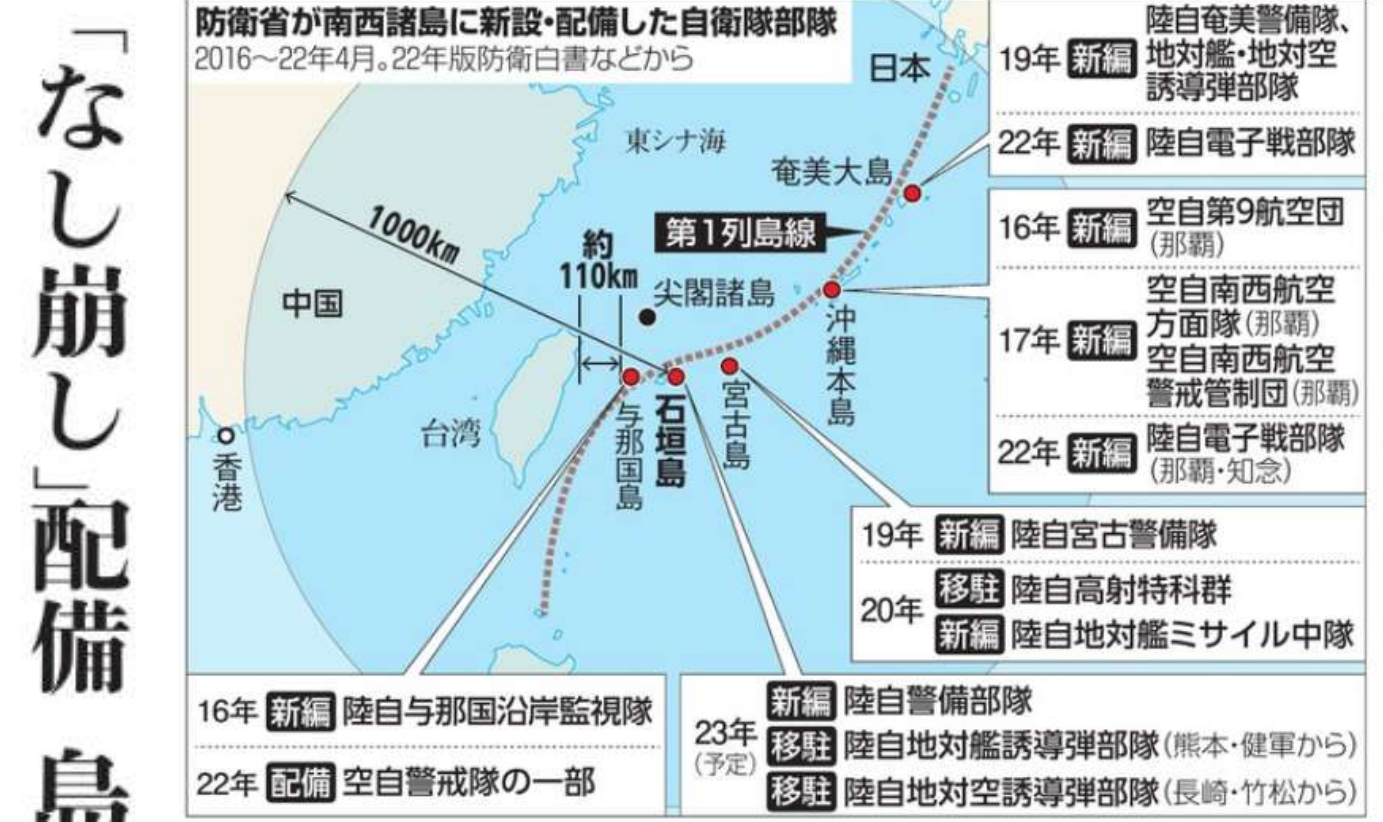 「なし崩し」配備 島
防衛省が南西諸島に新設・配備した自衛隊部隊
2016〜22年4月。22年版防衛白書などから
日本
東シナ海
奄美大島
第1列島線
1000km
約
110km
尖閣諸島
中国
沖縄本島
宮古島
石垣島
与那国島
台湾
香港
19年 新編 陸自奄美警備隊、
地対艦・地対空
誘導弾部隊
22年 新編 陸自電子戦部隊
16年 新編 空自第9航空団
(那覇)
17年 新編 空自南西航空
方面隊(那覇)
空自南西航空
警戒管制団(那覇)
22年 新編 陸自電子戦部隊
(那覇・知念)
19年 新編 陸自宮古警備隊
20年 移駐 陸自高射特科群
新編 陸自地対艦ミサイル中隊
16年 新編 陸自与那国沿岸監視隊
22年 配備 空自警戒隊の一部
23年
(予定)
新編 陸自警備部隊
移駐 陸自地対艦誘導弾部隊(熊本・健軍から)
移駐 陸自地対空誘導弾部隊(長崎・竹松から)